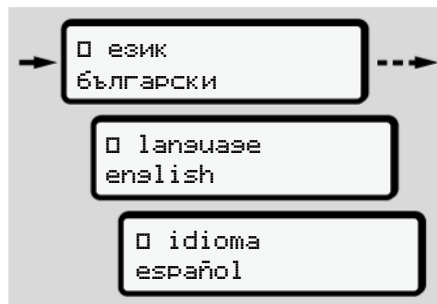 □ език
български
□ language
english
□ idioma
español